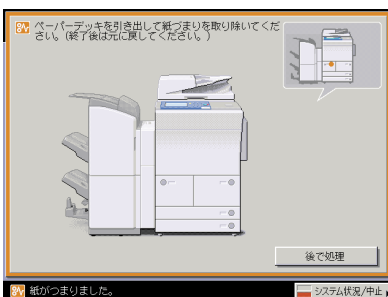 ペーパーデッキを引き出して紙づまりを取り除いてくだ
さい。(終了後は元に戻してください。)
後で処理
紙がつまりました。
システム状況/中止